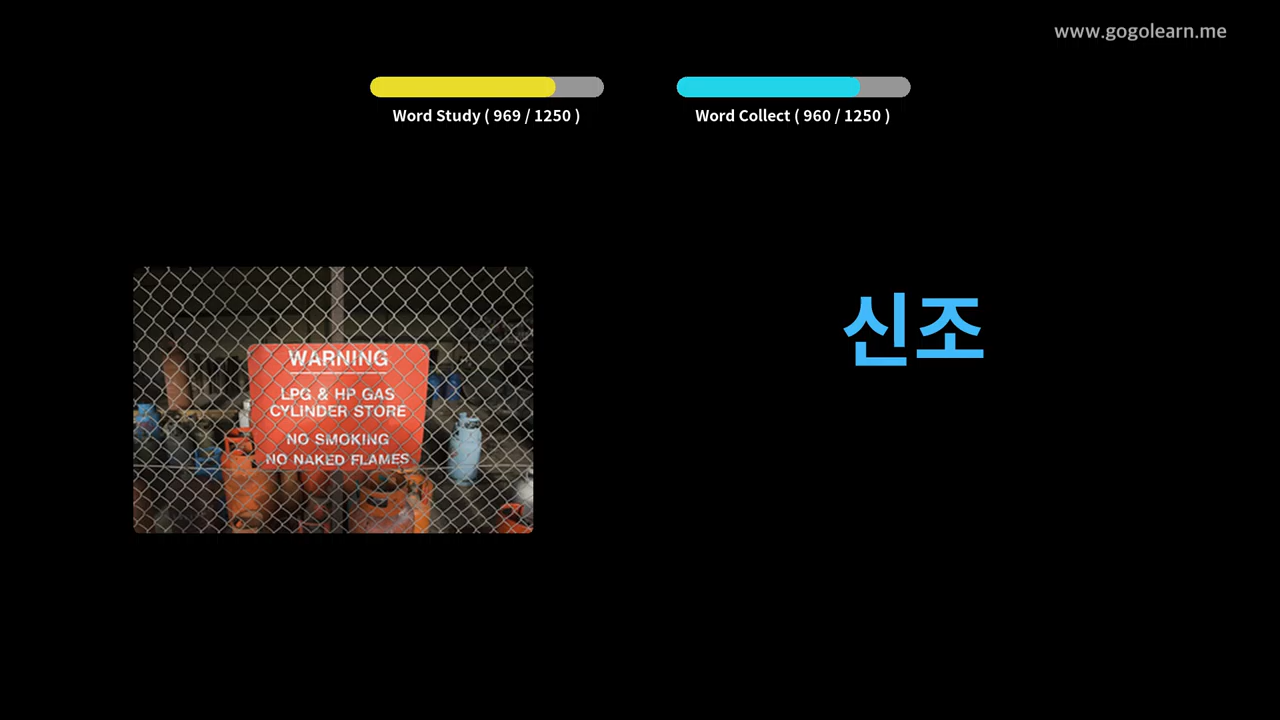 www.gogolearn.me
Word Study ( 969 / 1250 )
Word Collect ( 960 / 1250 )
신조
WARNING
LPG & HP GAS
CYLINDER STORE
NO SMOKING
NO NAKED FLAMES